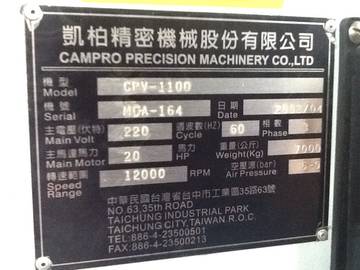 凱柏精密機械股份有限公司
CAMPRO PRECISION MACHINERY CO.,LTD
機型 Model CPV-1100
機號 Serial MCA-164 日期 Date
主電壓(伏特) Main Volt 220 週波數(HZ) Cycle 60 相數 Phase
主馬達馬力 Main Motor 20 馬力 HP 重量(公斤) Weight(Kg) 7000
轉速範圍 Speed Range 12000 RPM 空壓源(bar) Air Pressure
中華民國台灣省台中市工業區35路63號
NO.63,35th ROAD
TAICHUNG INDUSTRIAL PARK
TAICHUNG CITY,TAIWAN R.O.C.
TEL:886-4-23500501
FAX:886-4-23500213